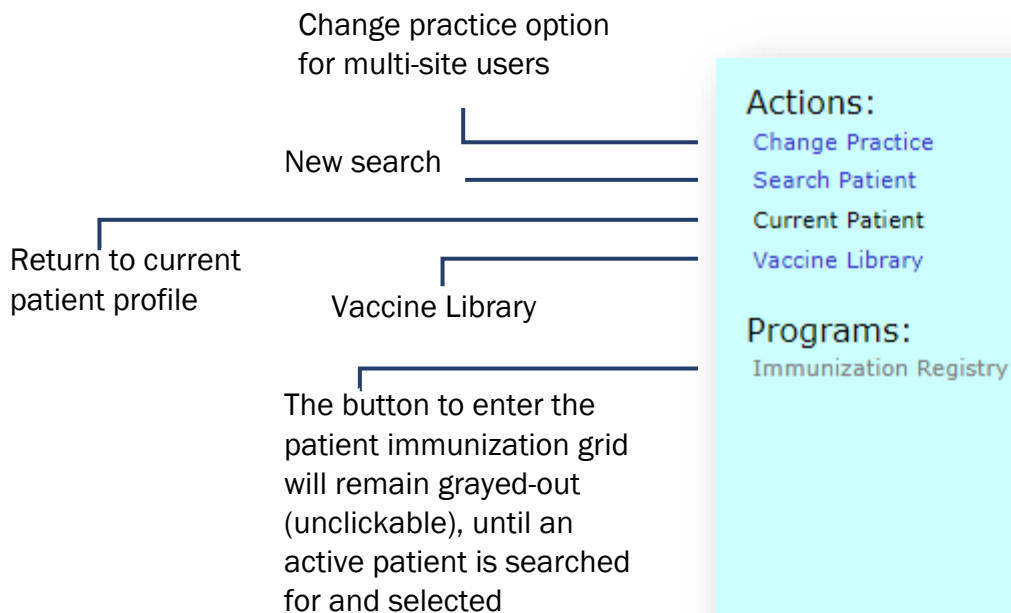 Change practice option
for multi-site users
New search
Return to current
patient profile
Vaccine Library
The button to enter the
patient immunization grid
will remain grayed-out
(unclickable), until an
active patient is searched
for and selected
Actions:
Change Practice
Search Patient
Current Patient
Vaccine Library
Programs:
Immunization Registry